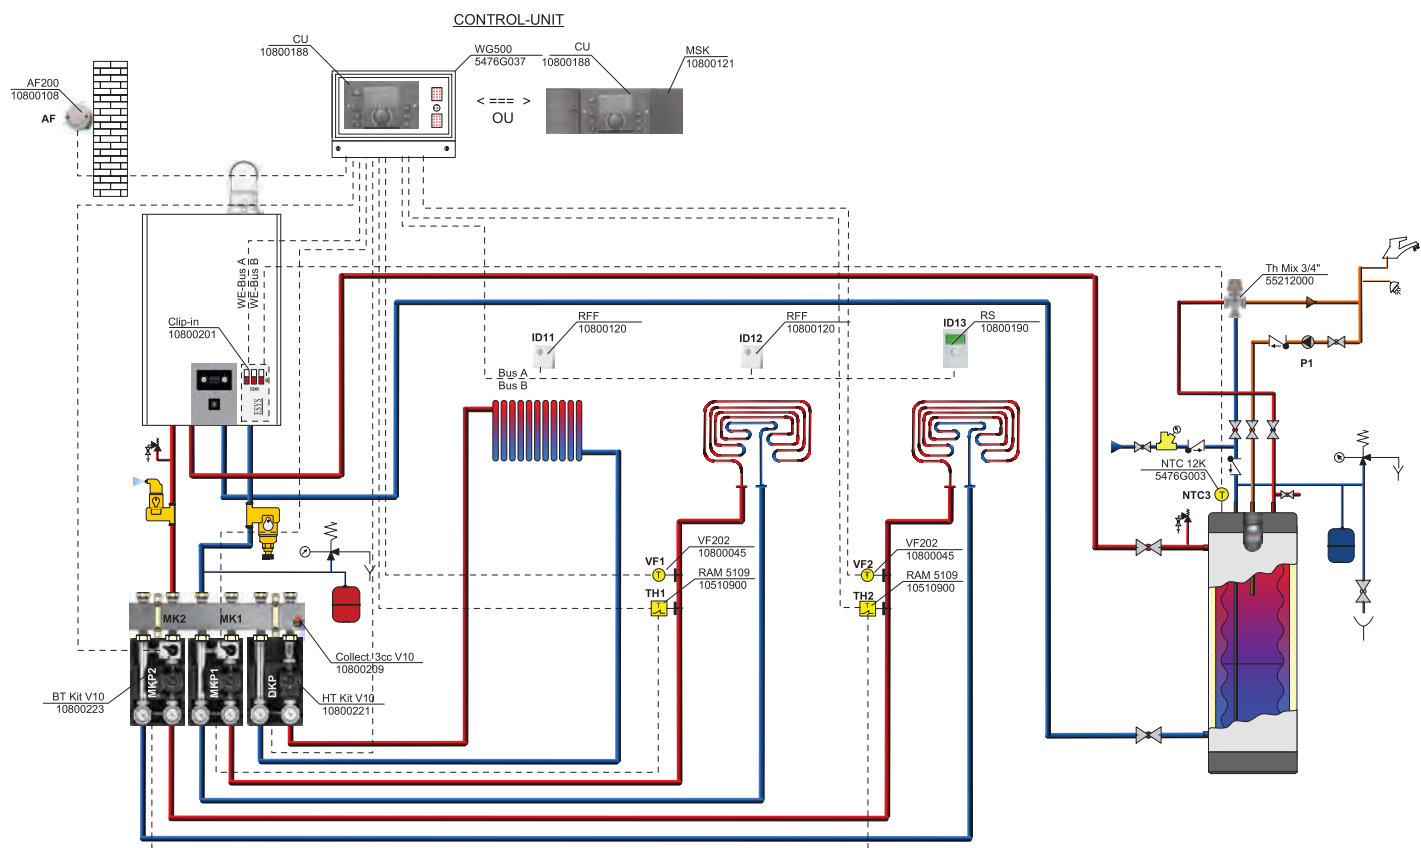 CONTROL-UNIT
CU
10800188
WG500
5476G037
CU
10800188
MSK
10800121
AF200
10800108
AF
< === >
OU
WE-Bus A
WE-Bus B
Clip-in
10800201
ESYS
ID11
RFF
10800120
ID12
RFF
10800120
ID13
RS
10800190
Bus A
Bus B
Th Mix 3/4"
55212000
P1
NTC 12K
5476G003
NTC3
T
VF202
10800045
VF1
T
RAM 5109
10510900
TH1
T
VF202
10800045
VF2
T
RAM 5109
10510900
TH2
T
MK2
MK1
Collect. 3cc V10
10800209
MKP2
MKP1
DKP
BT Kit V10
10800223
HT Kit V10
10800221